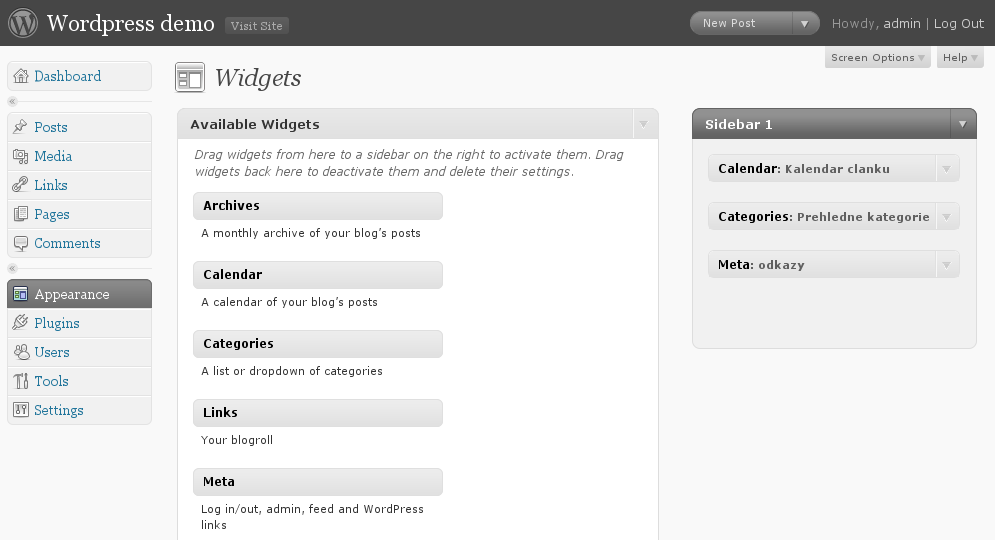 Wordpress demo Visit Site New Post Howdy, admin | Log Out
Screen Options Help
Dashboard
Posts
Media
Links
Pages
Comments
Appearance
Plugins
Users
Tools
Settings
Widgets
Available Widgets
Drag widgets from here to a sidebar on the right to activate them. Drag
widgets back here to deactivate them and delete their settings.
Archives
A monthly archive of your blog's posts
Calendar
A calendar of your blog's posts
Categories
A list or dropdown of categories
Links
Your blogroll
Meta
Log in/out, admin, feed and WordPress
links
Sidebar 1
Calendar: Kalendar clanku
Categories: Prehledne kategorie
Meta: odkazy